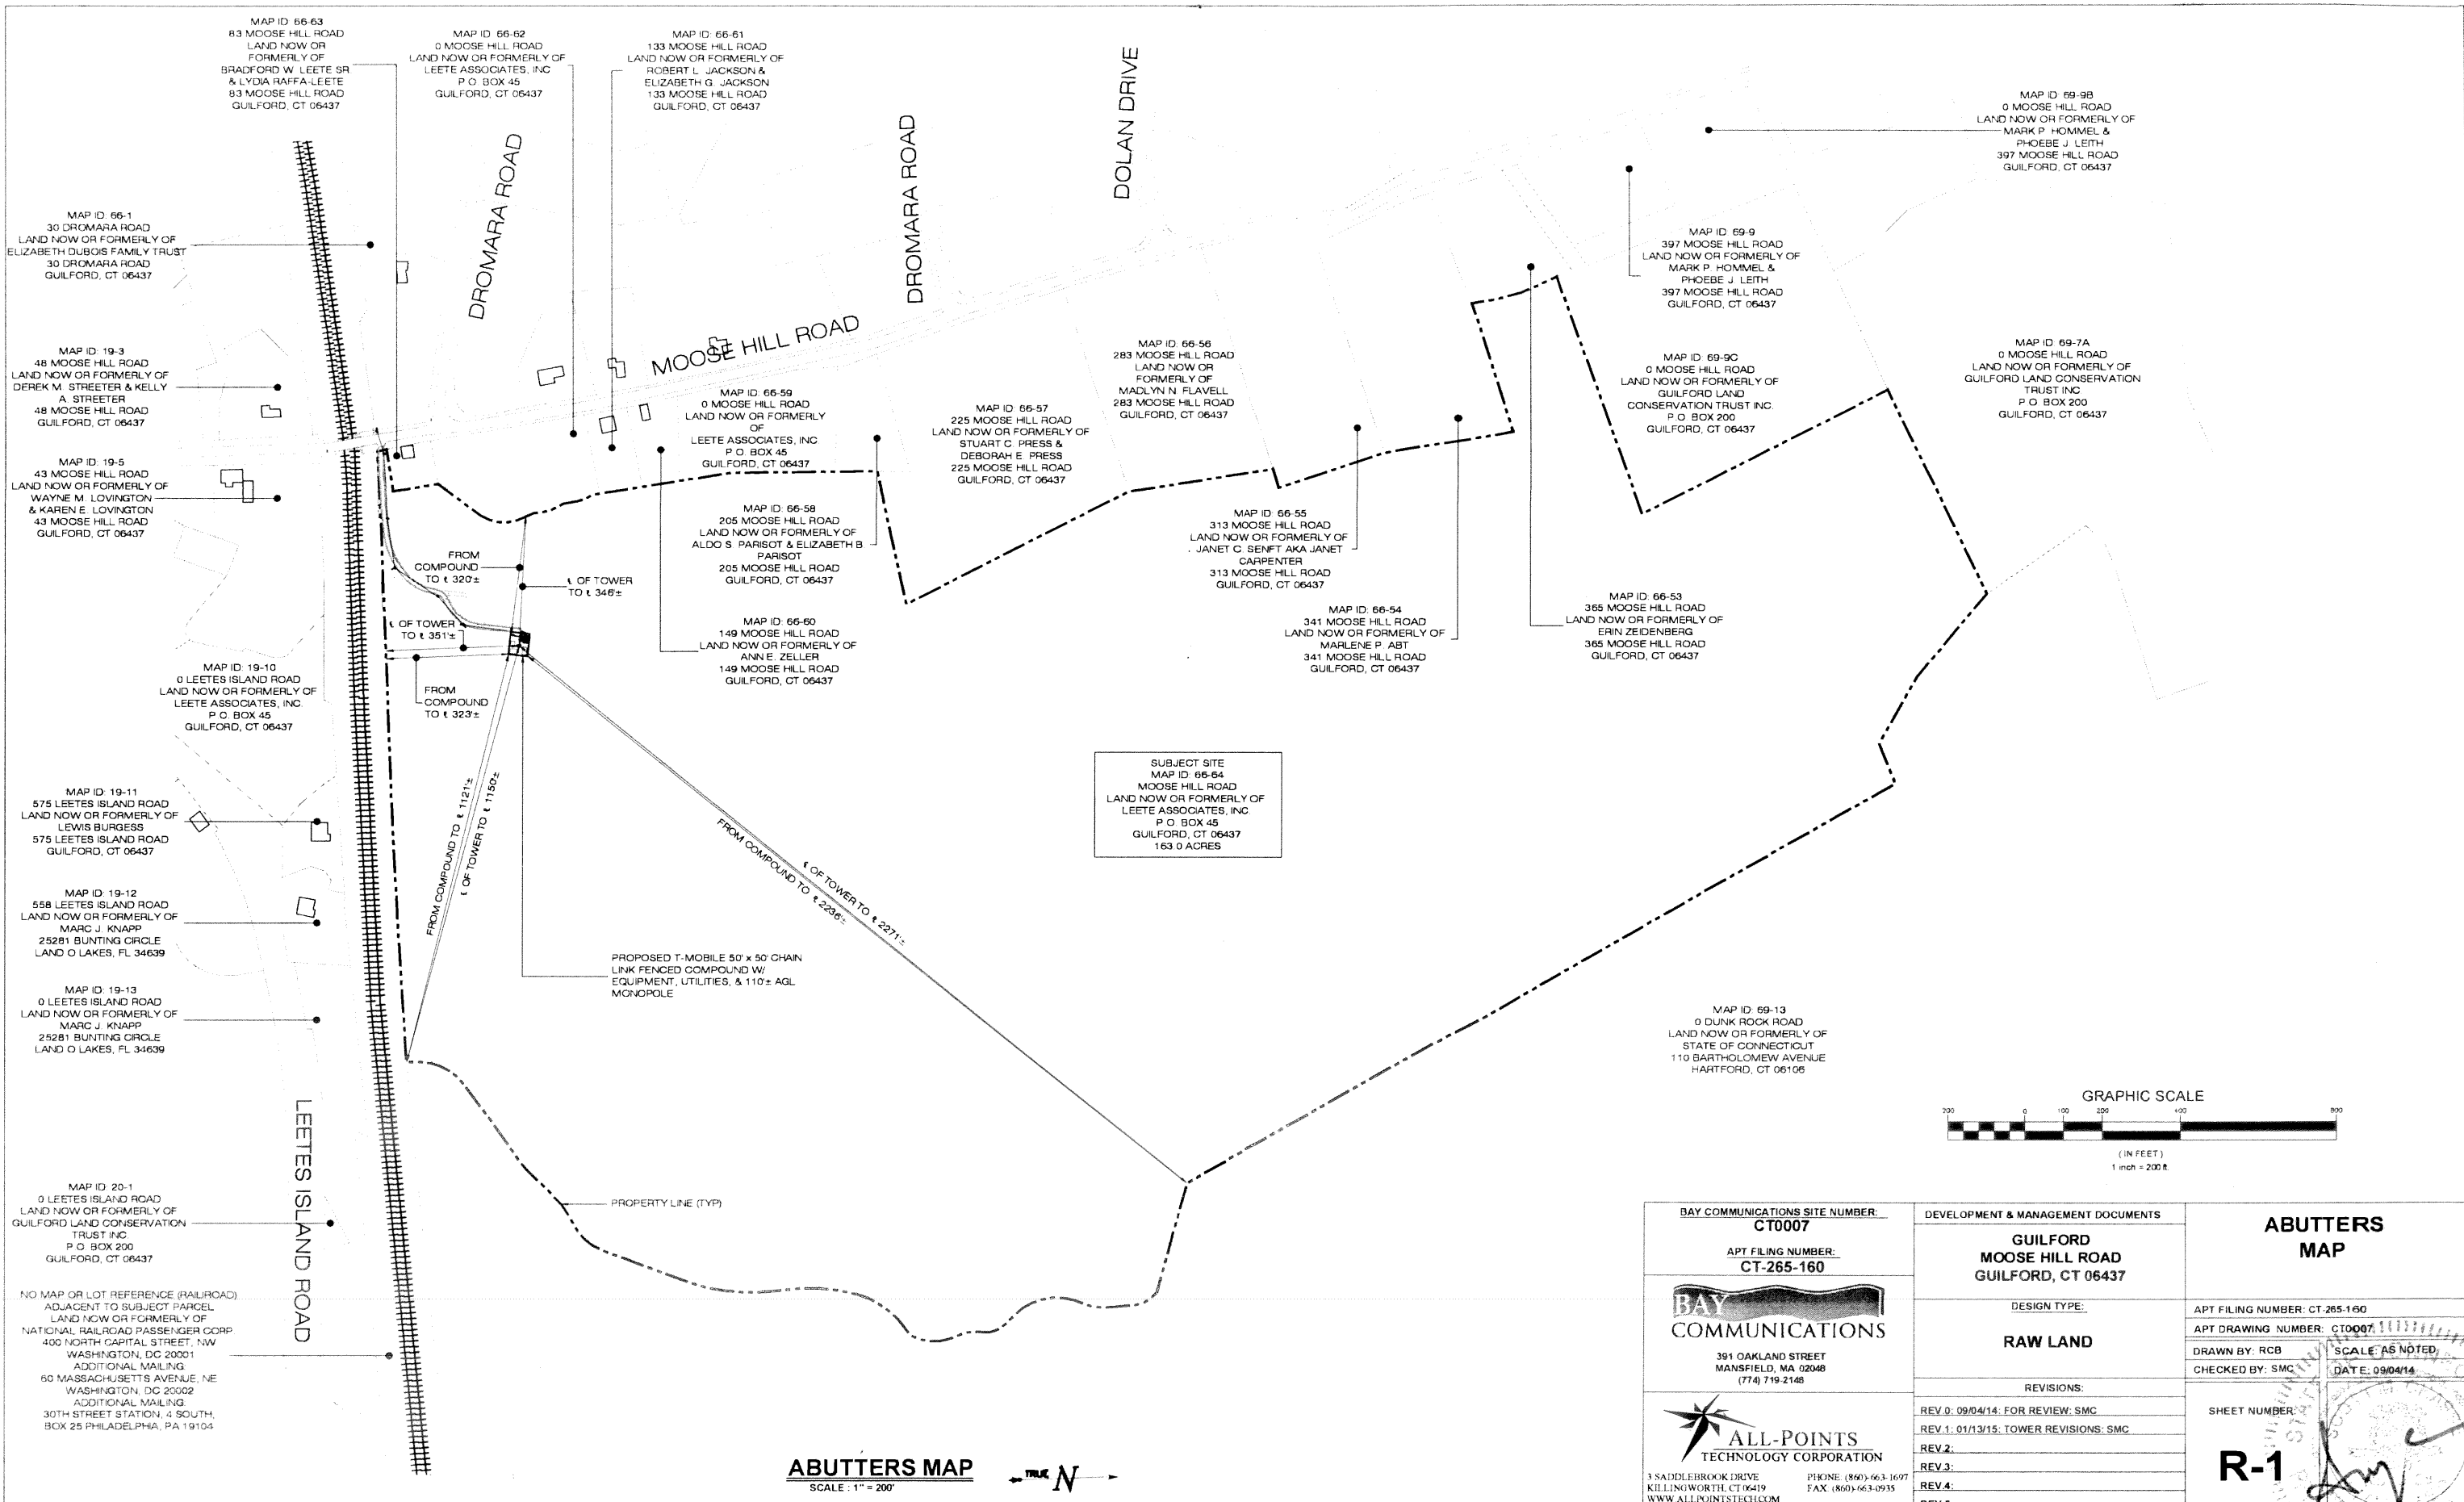 MAP ID: 66-63
83 MOOSE HILL ROAD
LAND NOW OR
FORMERLY OF
BRADFORD W. LEETE SR
& LYDIA RAFFA-LEETE
83 MOOSE HILL ROAD
GUILFORD, CT 06437
MAP ID: 66-62
0 MOOSE HILL ROAD
LAND NOW OR FORMERLY OF
LEETE ASSOCIATES, INC
P.O. BOX 45
GUILFORD, CT 06437
MAP ID: 66-61
133 MOOSE HILL ROAD
LAND NOW OR FORMERLY OF
ROBERT L. JACKSON &
ELIZABETH G. JACKSON
133 MOOSE HILL ROAD
GUILFORD, CT 06437
DROMARA ROAD
DROMARA ROAD
DOLAN DRIVE
MOOSE HILL ROAD
MAP ID: 69-9B
0 MOOSE HILL ROAD
LAND NOW OR FORMERLY OF
MARK P. HOMMEL &
PHOEBE J. LEITH
397 MOOSE HILL ROAD
GUILFORD, CT 06437
MAP ID: 66-1
30 DROMARA ROAD
LAND NOW OR FORMERLY OF
ELIZABETH DUBOIS FAMILY TRUST
30 DROMARA ROAD
GUILFORD, CT 06437
MAP ID: 69-9
397 MOOSE HILL ROAD
LAND NOW OR FORMERLY OF
MARK P. HOMMEL &
PHOEBE J. LEITH
397 MOOSE HILL ROAD
GUILFORD, CT 06437
MAP ID: 19-3
48 MOOSE HILL ROAD
LAND NOW OR FORMERLY OF
DEREK M. STREETER & KELLY
A. STREETER
48 MOOSE HILL ROAD
GUILFORD, CT 06437
MAP ID: 66-59
0 MOOSE HILL ROAD
LAND NOW OR FORMERLY
OF
LEETE ASSOCIATES, INC
P.O. BOX 45
GUILFORD, CT 06437
MAP ID: 66-57
225 MOOSE HILL ROAD
LAND NOW OR FORMERLY OF
STUART C. PRESS &
DEBORAH E. PRESS
225 MOOSE HILL ROAD
GUILFORD, CT 06437
MAP ID: 66-56
283 MOOSE HILL ROAD
LAND NOW OR
FORMERLY OF
MADLYN N. FLAVELL
283 MOOSE HILL ROAD
GUILFORD, CT 06437
MAP ID: 69-9C
0 MOOSE HILL ROAD
LAND NOW OR FORMERLY OF
GUILFORD LAND
CONSERVATION TRUST INC.
P.O. BOX 200
GUILFORD, CT 06437
MAP ID: 69-7A
0 MOOSE HILL ROAD
LAND NOW OR FORMERLY OF
GUILFORD LAND CONSERVATION
TRUST INC
P.O. BOX 200
GUILFORD, CT 06437
MAP ID: 19-5
43 MOOSE HILL ROAD
LAND NOW OR FORMERLY OF
WAYNE M. LOVINGTON
& KAREN E. LOVINGTON
43 MOOSE HILL ROAD
GUILFORD, CT 06437
MAP ID: 66-58
205 MOOSE HILL ROAD
LAND NOW OR FORMERLY OF
ALDO S. PARISOT & ELIZABETH B.
PARISOT
205 MOOSE HILL ROAD
GUILFORD, CT 06437
MAP ID: 66-55
313 MOOSE HILL ROAD
LAND NOW OR FORMERLY OF
JANET C. SENFT AKA JANET
CARPENTER
313 MOOSE HILL ROAD
GUILFORD, CT 06437
FROM
COMPOUND
TO ℄ 320'±
℄ OF TOWER
TO ℄ 346'±
℄ OF TOWER
TO ℄ 351'±
FROM
COMPOUND
TO ℄ 323'±
MAP ID: 66-60
149 MOOSE HILL ROAD
LAND NOW OR FORMERLY OF
ANN E. ZELLER
149 MOOSE HILL ROAD
GUILFORD, CT 06437
MAP ID: 66-54
341 MOOSE HILL ROAD
LAND NOW OR FORMERLY OF
MARLENE P. ABT
341 MOOSE HILL ROAD
GUILFORD, CT 06437
MAP ID: 66-53
365 MOOSE HILL ROAD
LAND NOW OR FORMERLY OF
ERIN ZEIDENBERG
365 MOOSE HILL ROAD
GUILFORD, CT 06437
MAP ID: 19-10
0 LEETES ISLAND ROAD
LAND NOW OR FORMERLY OF
LEETE ASSOCIATES, INC.
P.O. BOX 45
GUILFORD, CT 06437
SUBJECT SITE
MAP ID: 66-64
MOOSE HILL ROAD
LAND NOW OR FORMERLY OF
LEETE ASSOCIATES, INC.
P.O. BOX 45
GUILFORD, CT 06437
163.0 ACRES
FROM COMPOUND TO ℄ 1121'±
℄ OF TOWER TO ℄ 1150'±
FROM COMPOUND TO ℄ 2236'±
℄ OF TOWER TO ℄ 2271'±
MAP ID: 19-11
575 LEETES ISLAND ROAD
LAND NOW OR FORMERLY OF
LEWIS BURGESS
575 LEETES ISLAND ROAD
GUILFORD, CT 06437
MAP ID: 19-12
558 LEETES ISLAND ROAD
LAND NOW OR FORMERLY OF
MARC J. KNAPP
25281 BUNTING CIRCLE
LAND O LAKES, FL 34639
PROPOSED T-MOBILE 50' x 50' CHAIN
LINK FENCED COMPOUND W/
EQUIPMENT, UTILITIES, & 110'± AGL
MONOPOLE
MAP ID: 19-13
0 LEETES ISLAND ROAD
LAND NOW OR FORMERLY OF
MARC J. KNAPP
25281 BUNTING CIRCLE
LAND O LAKES, FL 34639
MAP ID: 69-13
0 DUNK ROCK ROAD
LAND NOW OR FORMERLY OF
STATE OF CONNECTICUT
110 BARTHOLOMEW AVENUE
HARTFORD, CT 06106
LEETES ISLAND ROAD
GRAPHIC SCALE
200 0 100 200 400 800
( IN FEET )
1 inch = 200 ft.
MAP ID: 20-1
0 LEETES ISLAND ROAD
LAND NOW OR FORMERLY OF
GUILFORD LAND CONSERVATION
TRUST INC.
P.O. BOX 200
GUILFORD, CT 06437
PROPERTY LINE (TYP)
NO MAP OR LOT REFERENCE (RAILROAD)
ADJACENT TO SUBJECT PARCEL
LAND NOW OR FORMERLY OF
NATIONAL RAILROAD PASSENGER CORP
400 NORTH CAPITAL STREET, NW
WASHINGTON, DC 20001
ADDITIONAL MAILING:
60 MASSACHUSETTS AVENUE, NE
WASHINGTON, DC 20002
ADDITIONAL MAILING:
30TH STREET STATION, 4 SOUTH,
BOX 25 PHILADELPHIA, PA 19104
ABUTTERS MAP
SCALE : 1" = 200'
TRUE N
BAY COMMUNICATIONS SITE NUMBER:
CT0007
APT FILING NUMBER:
CT-265-160
BAY
COMMUNICATIONS
391 OAKLAND STREET
MANSFIELD, MA 02048
(774) 719-2148
ALL-POINTS
TECHNOLOGY CORPORATION
3 SADDLEBROOK DRIVE PHONE: (860)-663-1697
KILLINGWORTH, CT 06419 FAX: (860)-663-0935
WWW.ALLPOINTSTECH.COM
DEVELOPMENT & MANAGEMENT DOCUMENTS
GUILFORD
MOOSE HILL ROAD
GUILFORD, CT 06437
DESIGN TYPE:
RAW LAND
REVISIONS:
REV.0: 09/04/14: FOR REVIEW: SMC
REV.1: 01/13/15: TOWER REVISIONS: SMC
REV.2:
REV.3:
REV.4:
ABUTTERS
MAP
APT FILING NUMBER: CT-265-160
APT DRAWING NUMBER: CT0007
DRAWN BY: RCB SCALE: AS NOTED
CHECKED BY: SMC DATE: 09/04/14
SHEET NUMBER:
R-1